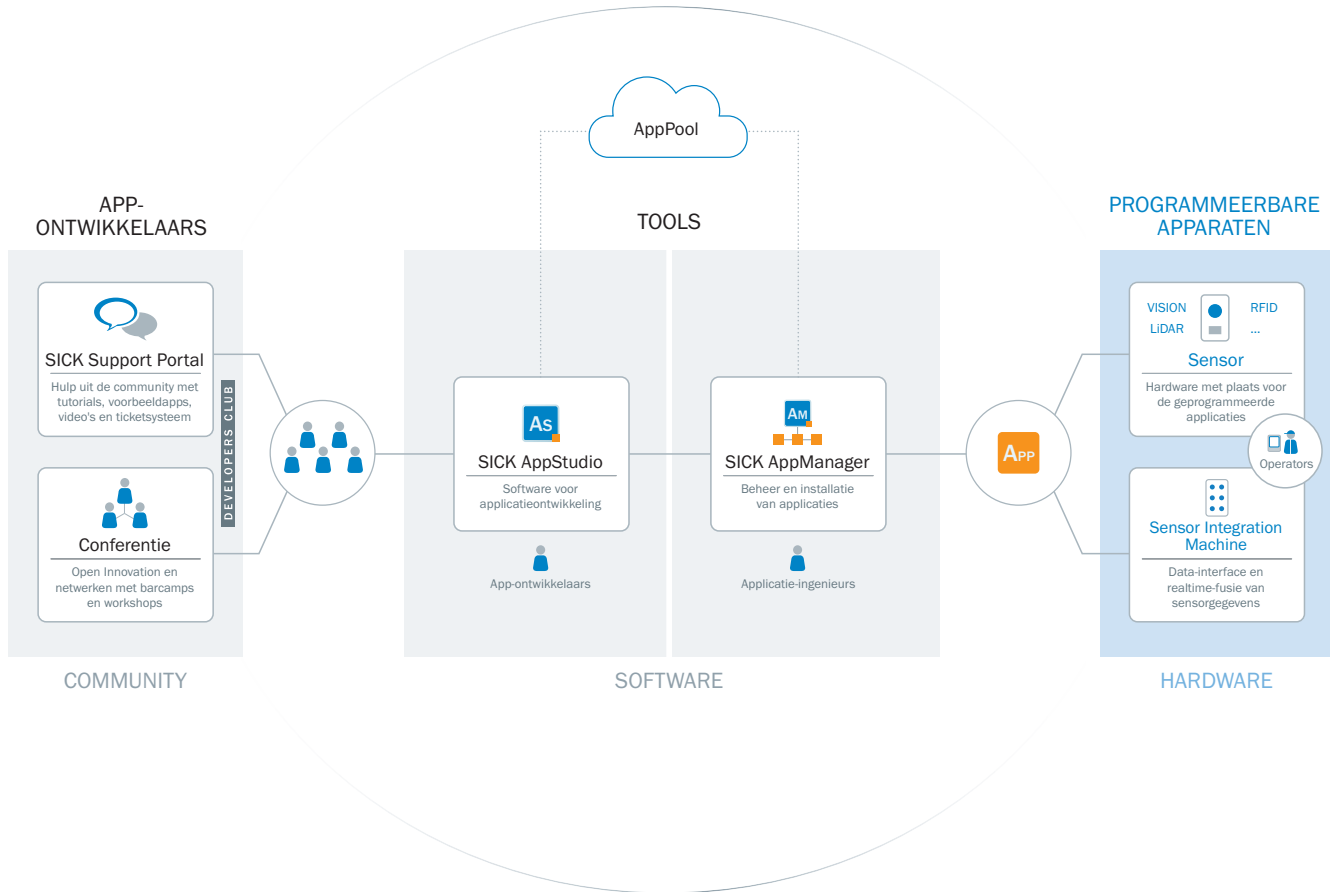 AppPool
APP-
ONTWIKKELAARS
TOOLS
PROGRAMMEERBARE
APPARATEN
SICK Support Portal
Hulp uit de community met
tutorials, voorbeeldapps,
video's en ticketsysteem
Conferentie
Open Innovation en
netwerken met barcamps
en workshops
DEVELOPERS CLUB
COMMUNITY
AS
SICK AppStudio
Software voor
applicatieontwikkeling
App-ontwikkelaars
AM
SICK AppManager
Beheer en installatie
van applicaties
Applicatie-ingenieurs
SOFTWARE
APP
VISION
RFID
LiDAR
...
Sensor
Hardware met plaats voor
de geprogrammeerde
applicaties
Operators
Sensor Integration
Machine
Data-interface en
realtime-fusie van
sensorgegevens
HARDWARE